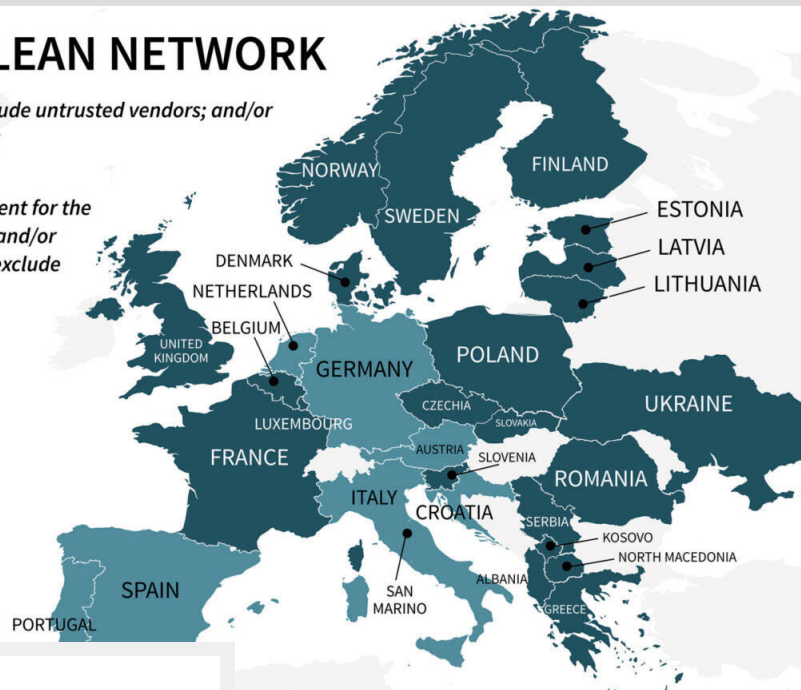 LEAN NETWORK
ude untrusted vendors; and/or
ent for the
and/or
exclude
NORWAY
FINLAND
SWEDEN
ESTONIA
LATVIA
LITHUANIA
DENMARK
NETHERLANDS
BELGIUM
UNITED
KINGDOM
GERMANY
POLAND
CZECHIA
SLOVAKIA
UKRAINE
LUXEMBOURG
FRANCE
AUSTRIA
SLOVENIA
ITALY
CROATIA
ROMANIA
SERBIA
KOSOVO
NORTH MACEDONIA
ALBANIA
SAN
MARINO
GREECE
SPAIN
PORTUGAL